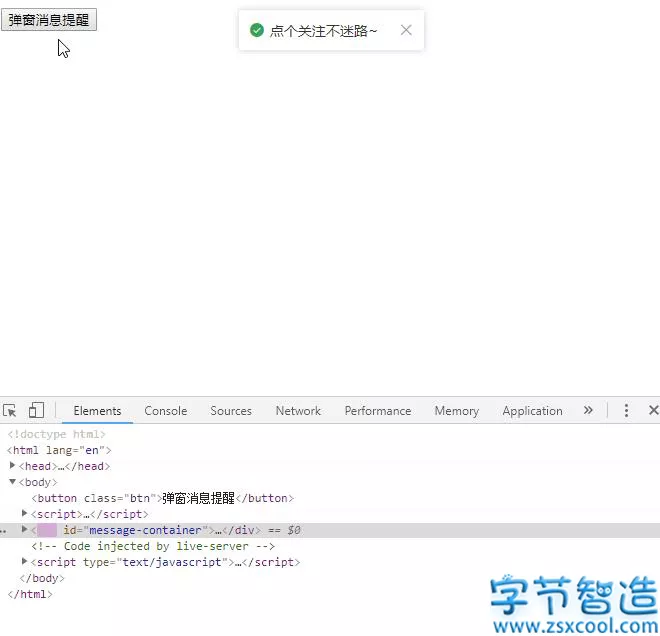 弹窗消息提醒
点个关注不迷路~
Elements Console Sources Network Performance Memory Application »
<!doctype html>
<html lang="en">
<head>…</head>
<body>
<button class="btn">弹窗消息提醒</button>
<script>…</script>
< id="message-container">…</div> == $0
<!-- Code injected by live-server -->
<script type="text/javascript">…</script>
</body>
</html>
字节智造
www.zsxcool.com